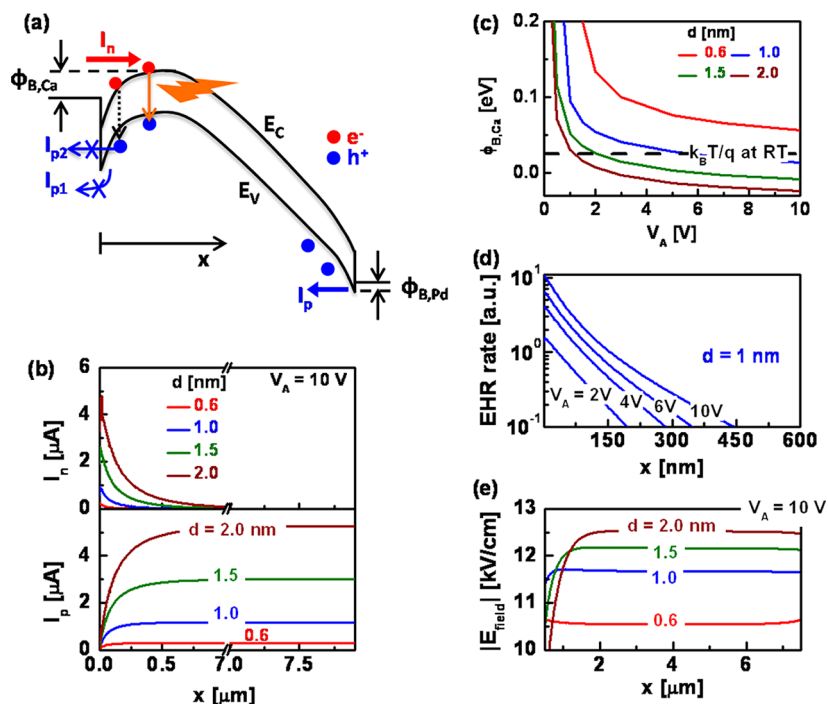 (a)
I_n
Φ_B,Ca
E_C
e-
h+
I_p2
I_p1
E_V
x
I_p
Φ_B,Pd
(b)
d [nm]
V_A = 10 V
0.6
1.0
1.5
2.0
I_n [μA]
6
4
2
0
d = 2.0 nm
1.5
1.0
0.6
I_p [μA]
4
2
0
0.0 0.5 7.0 7.5
x [μm]
(c)
d [nm]
0.6 1.0
1.5 2.0
ϕ_B,Ca [eV]
0.2
0.1
0.0
k_BT/q at RT
0 2 4 6 8 10
V_A [V]
(d)
EHR rate [a.u.]
10^1
10^0
10^-1
d = 1 nm
V_A = 2V 4V 6V 10V
150 300 450 600
x [nm]
(e)
|E_field| [kV/cm]
13
12
11
10
V_A = 10 V
d = 2.0 nm
1.5
1.0
0.6
2 4 6
x [μm]